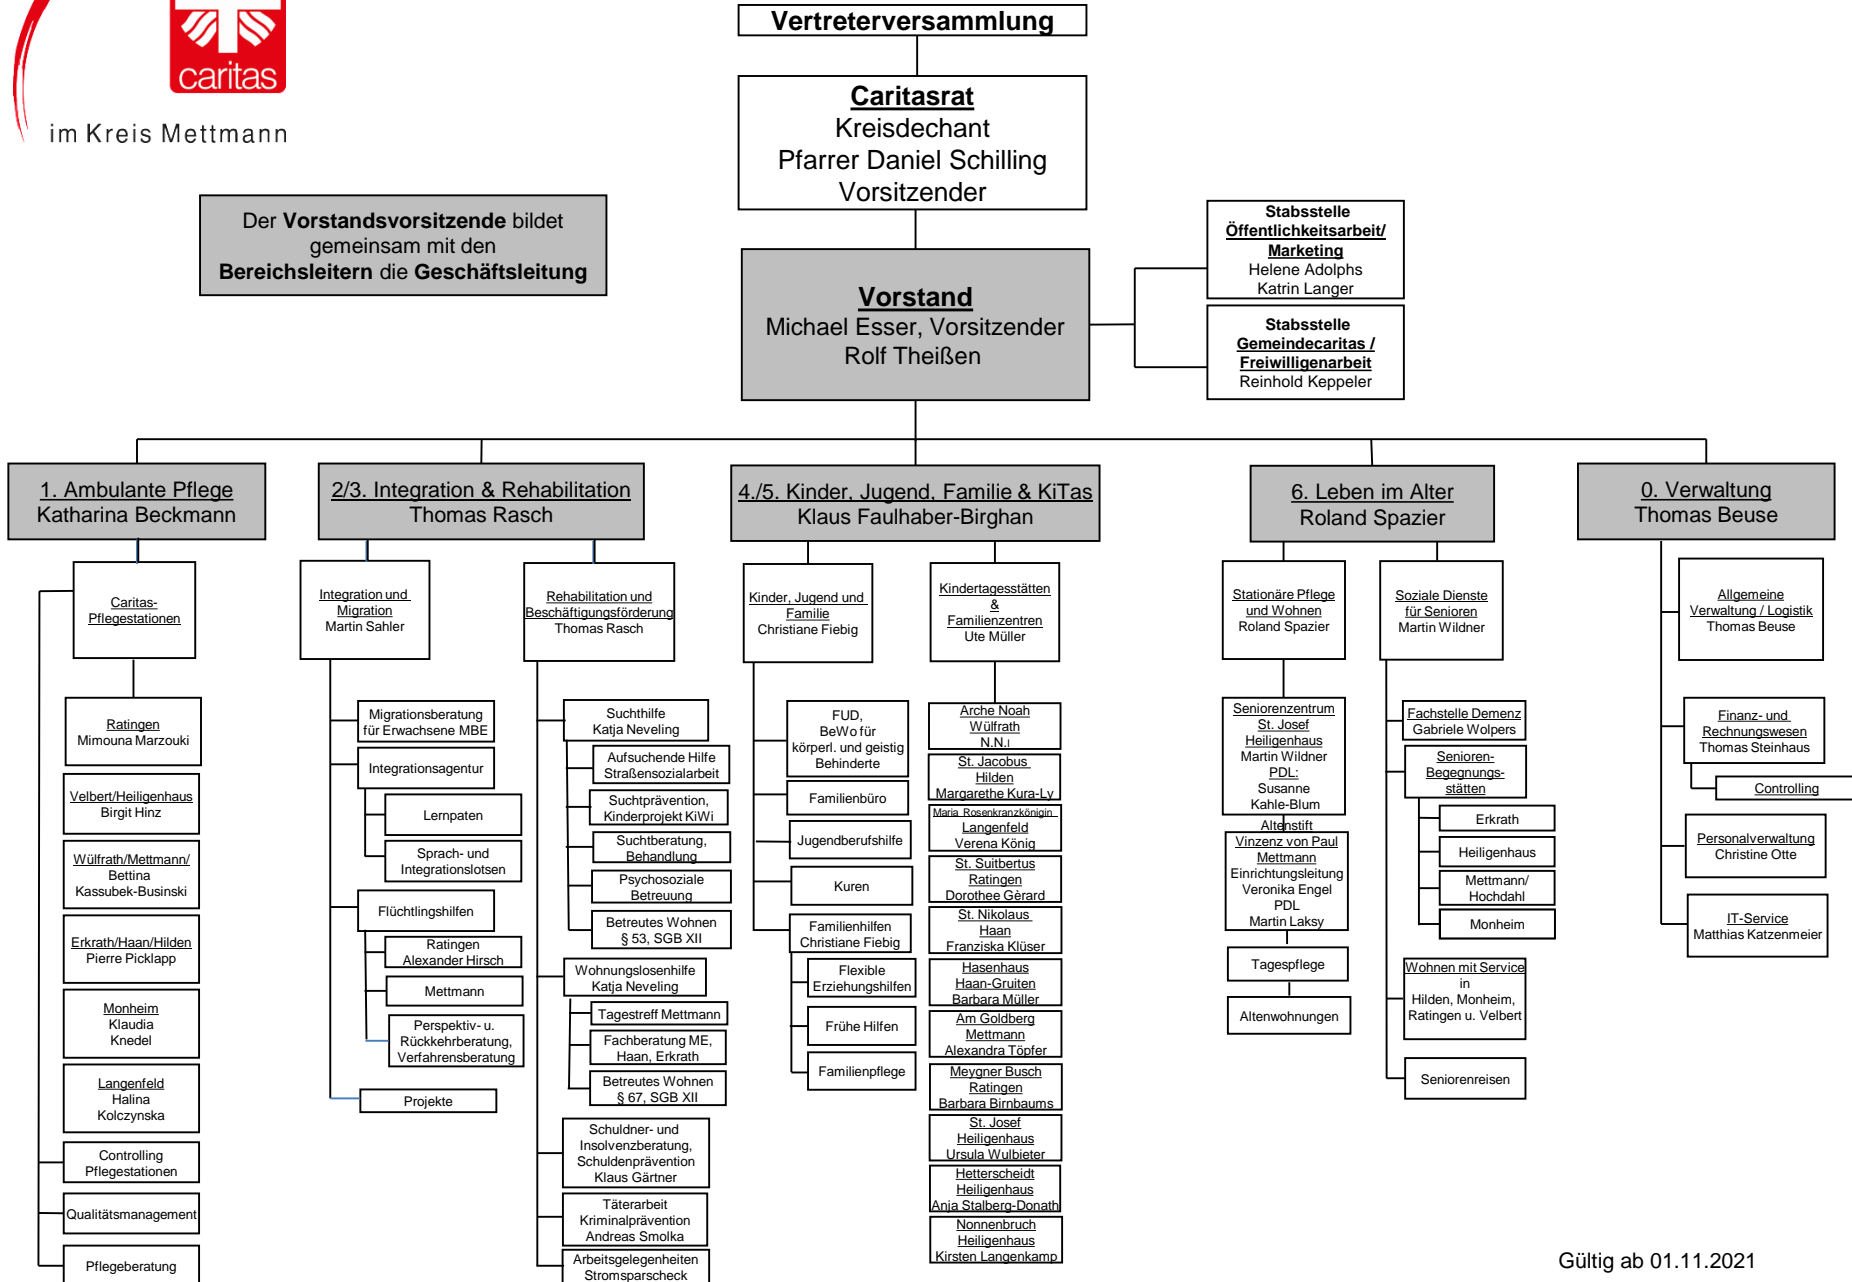 caritas
im Kreis Mettmann
Vertreterversammlung
Caritasrat
Kreisdechant
Pfarrer Daniel Schilling
Vorsitzender
Der Vorstandsvorsitzende bildet
gemeinsam mit den
Bereichsleitern die Geschäftsleitung
Vorstand
Michael Esser, Vorsitzender
Rolf Theißen
Stabsstelle
Öffentlichkeitsarbeit/
Marketing
Helene Adolphs
Katrin Langer
Stabsstelle
Gemeindecaritas /
Freiwilligenarbeit
Reinhold Keppeler
1. Ambulante Pflege
Katharina Beckmann
2/3. Integration & Rehabilitation
Thomas Rasch
4./5. Kinder, Jugend, Familie & KiTas
Klaus Faulhaber-Birghan
6. Leben im Alter
Roland Spazier
0. Verwaltung
Thomas Beuse
Caritas-
Pflegestationen
Ratingen
Mimouna Marzouki
Velbert/Heiligenhaus
Birgit Hinz
Wülfrath/Mettmann/
Bettina
Kassubek-Businski
Erkrath/Haan/Hilden
Pierre Picklapp
Monheim
Klaudia
Knedel
Langenfeld
Halina
Kolczynska
Controlling
Pflegestationen
Qualitätsmanagement
Pflegeberatung
Integration und
Migration
Martin Sahler
Migrationsberatung
für Erwachsene MBE
Integrationsagentur
Lernpaten
Sprach- und
Integrationslotsen
Flüchtlingshilfen
Ratingen
Alexander Hirsch
Mettmann
Perspektiv- u.
Rückkehrberatung,
Verfahrensberatung
Projekte
Rehabilitation und
Beschäftigungsförderung
Thomas Rasch
Suchthilfe
Katja Neveling
Aufsuchende Hilfe
Straßensozialarbeit
Suchtprävention,
Kinderprojekt KiWi
Suchtberatung,
Behandlung
Psychosoziale
Betreuung
Betreutes Wohnen
§ 53, SGB XII
Wohnungslosenhilfe
Katja Neveling
Tagestreff Mettmann
Fachberatung ME,
Haan, Erkrath
Betreutes Wohnen
§ 67, SGB XII
Schuldner- und
Insolvenzberatung,
Schuldenprävention
Klaus Gärtner
Täterarbeit
Kriminalprävention
Andreas Smolka
Arbeitsgelegenheiten
Stromsparscheck
Kinder, Jugend und
Familie
Christiane Fiebig
FUD,
BeWo für
körperl. und geistig
Behinderte
Familienbüro
Jugendberufshilfe
Kuren
Familienhilfen
Christiane Fiebig
Flexible
Erziehungshilfen
Frühe Hilfen
Familienpflege
Kindertagesstätten
&
Familienzentren
Ute Müller
Arche Noah
Wülfrath
N.N.
St. Jacobus
Hilden
Margarethe Kura-Ly
Maria Rosenkranzkönigin
Langenfeld
Verena König
St. Suitbertus
Ratingen
Dorothee Gèrard
St. Nikolaus
Haan
Franziska Klüser
Hasenhaus
Haan-Gruiten
Barbara Müller
Am Goldberg
Mettmann
Alexandra Töpfer
Meygner Busch
Ratingen
Barbara Birnbaums
St. Josef
Heiligenhaus
Ursula Wulbieter
Hetterscheidt
Heiligenhaus
Anja Stalberg-Donath
Nonnenbruch
Heiligenhaus
Kirsten Langenkamp
Stationäre Pflege
und Wohnen
Roland Spazier
Seniorenzentrum
St. Josef
Heiligenhaus
Martin Wildner
PDL:
Susanne
Kahle-Blum
Altenstift
Vinzenz von Paul
Mettmann
Einrichtungsleitung
Veronika Engel
PDL
Martin Laksy
Tagespflege
Altenwohnungen
Soziale Dienste
für Senioren
Martin Wildner
Fachstelle Demenz
Gabriele Wolpers
Senioren-
Begegnungs-
stätten
Erkrath
Heiligenhaus
Mettmann/
Hochdahl
Monheim
Wohnen mit Service
in
Hilden, Monheim,
Ratingen u. Velbert
Seniorenreisen
Allgemeine
Verwaltung / Logistik
Thomas Beuse
Finanz- und
Rechnungswesen
Thomas Steinhaus
Controlling
Personalverwaltung
Christine Otte
IT-Service
Matthias Katzenmeier
Gültig ab 01.11.2021